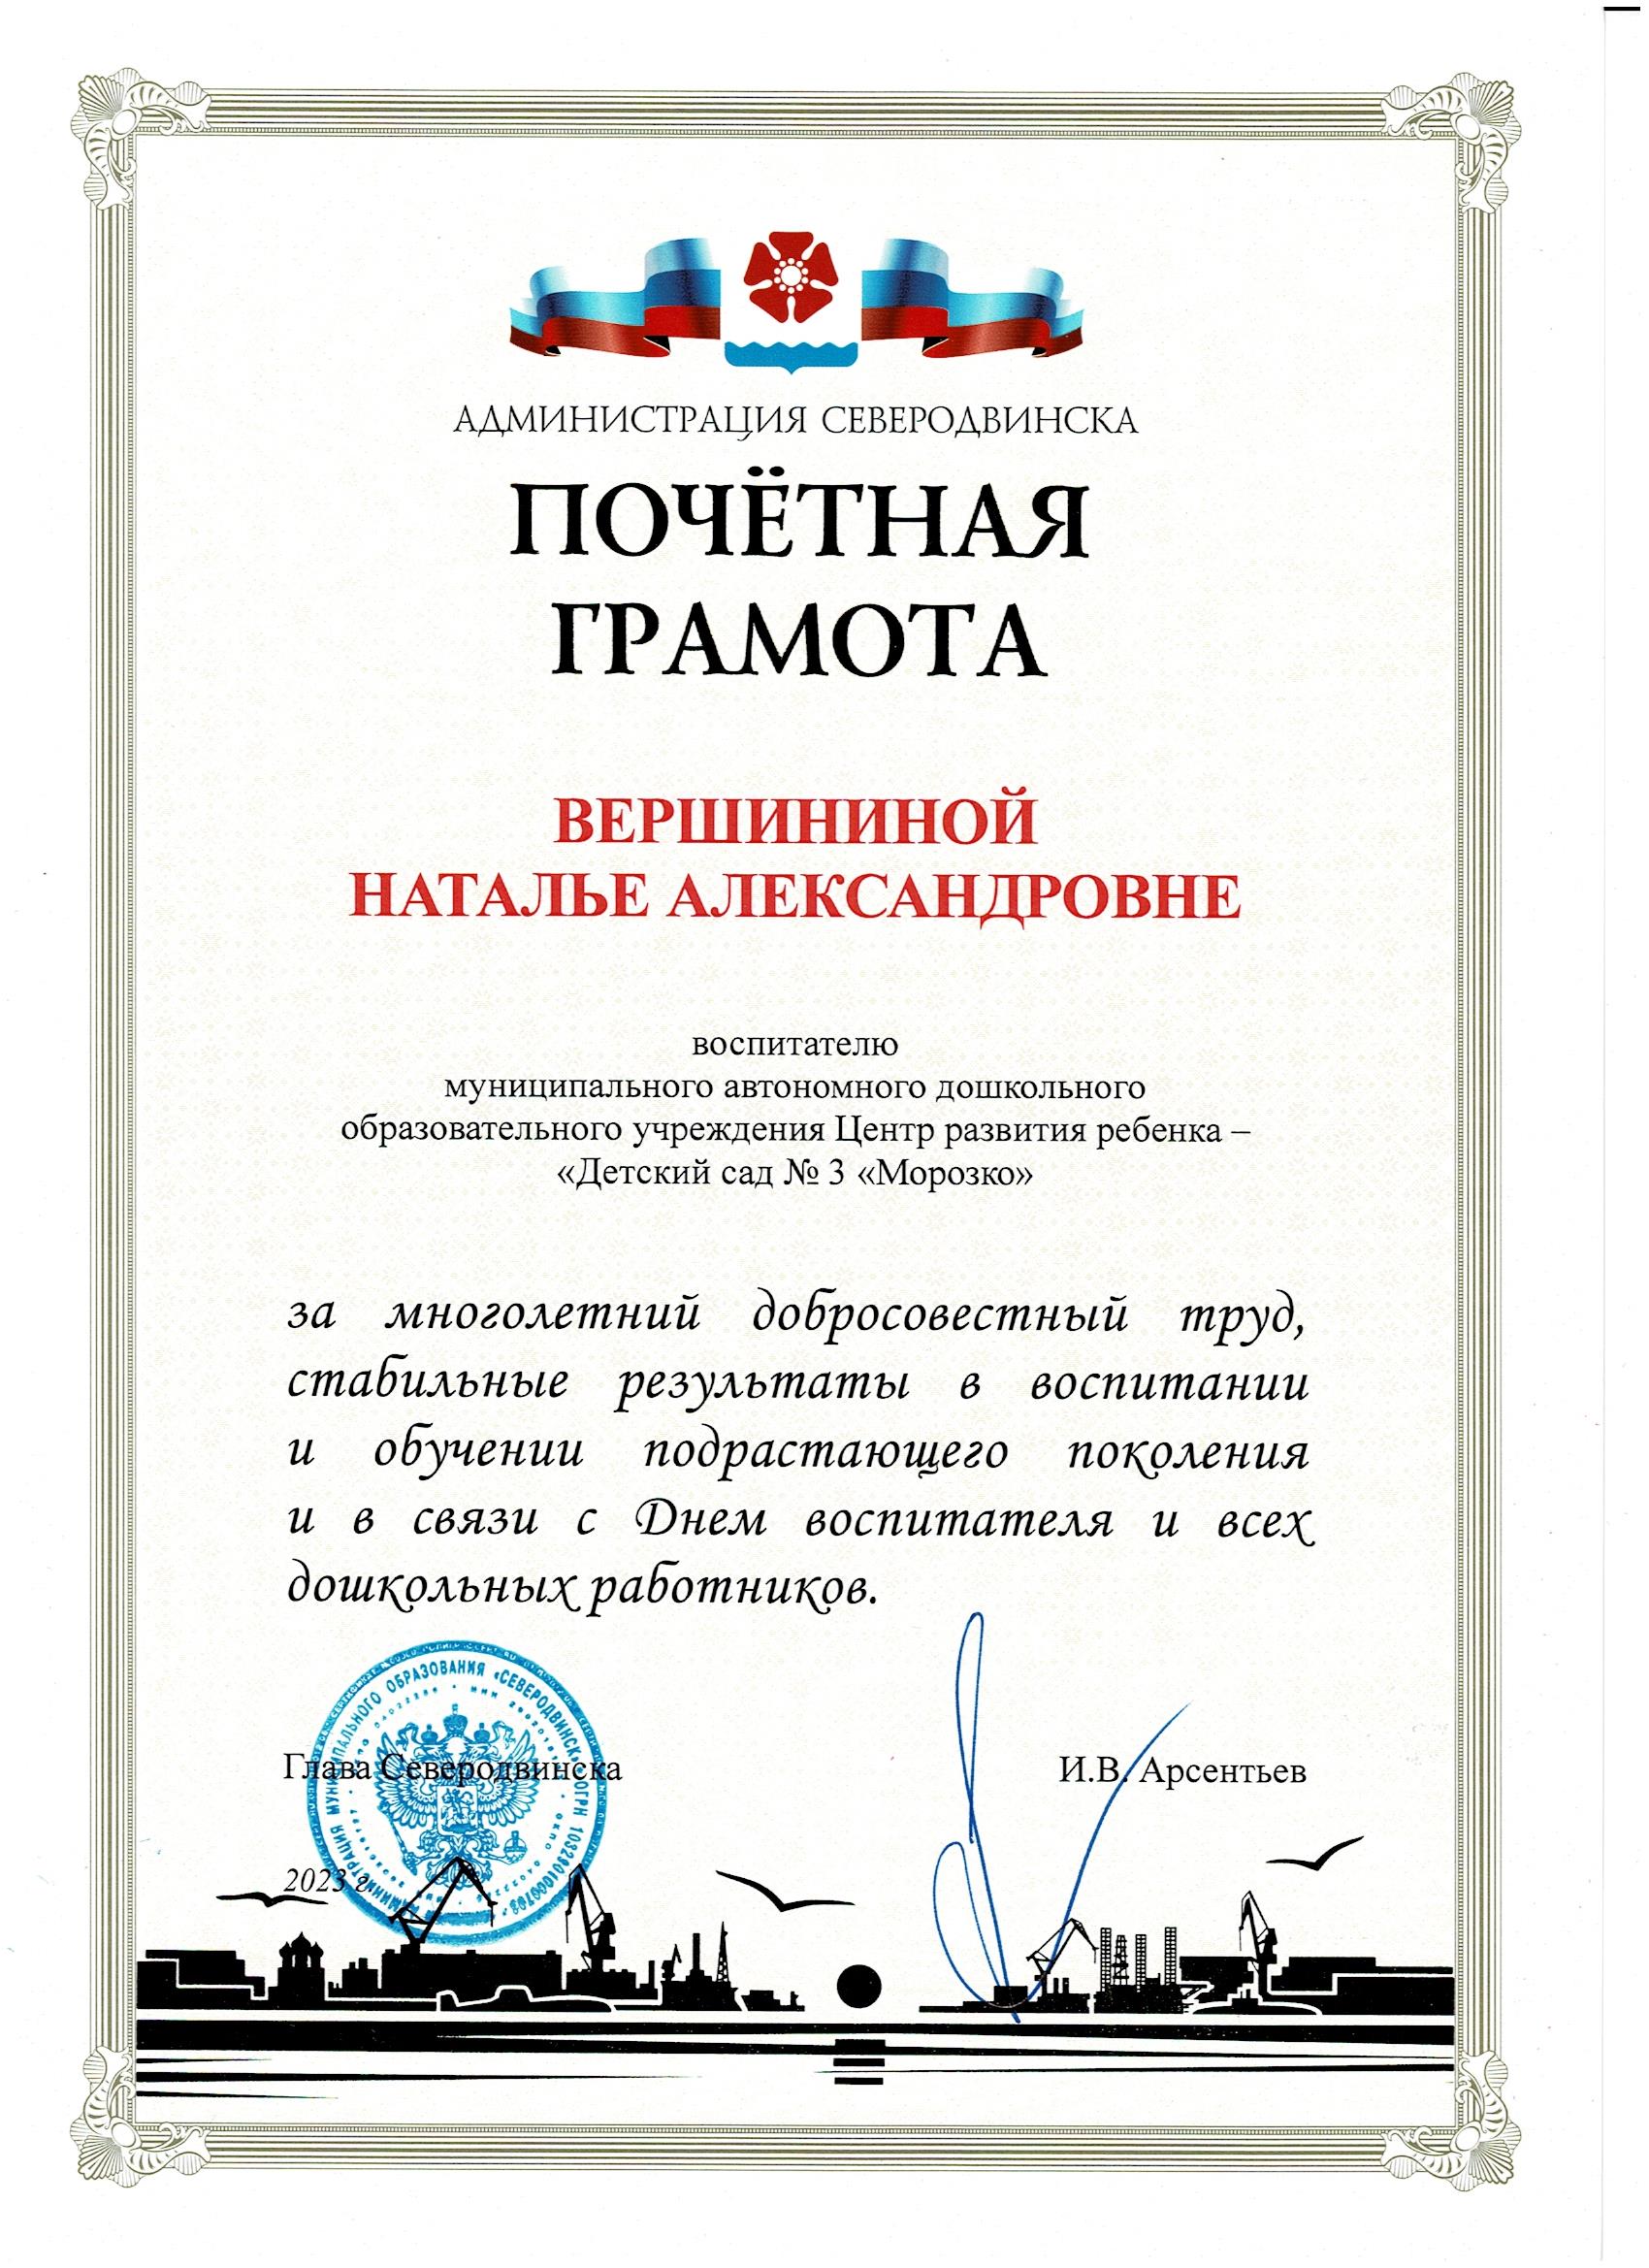 АДМИНИСТРАЦИЯ СЕВЕРОДВИНСКА
ПОЧЁТНАЯ
ГРАМОТА
ВЕРШИНИНОЙ
НАТАЛЬЕ АЛЕКСАНДРОВНЕ
воспитателю
муниципального автономного дошкольного
образовательного учреждения Центр развития ребенка –
«Детский сад № 3 «Морозко»
за многолетний добросовестный труд,
стабильные результаты в воспитании
и обучении подрастающего поколения
и в связи с Днем воспитателя и всех
дошкольных работников.
АДМИНИСТРАЦИЯ МУНИЦИПАЛЬНОГО ОБРАЗОВАНИЯ «СЕВЕРОДВИНСК» ОГРН
Глава Северодвинска
И.В. Арсентьев
2023 г.